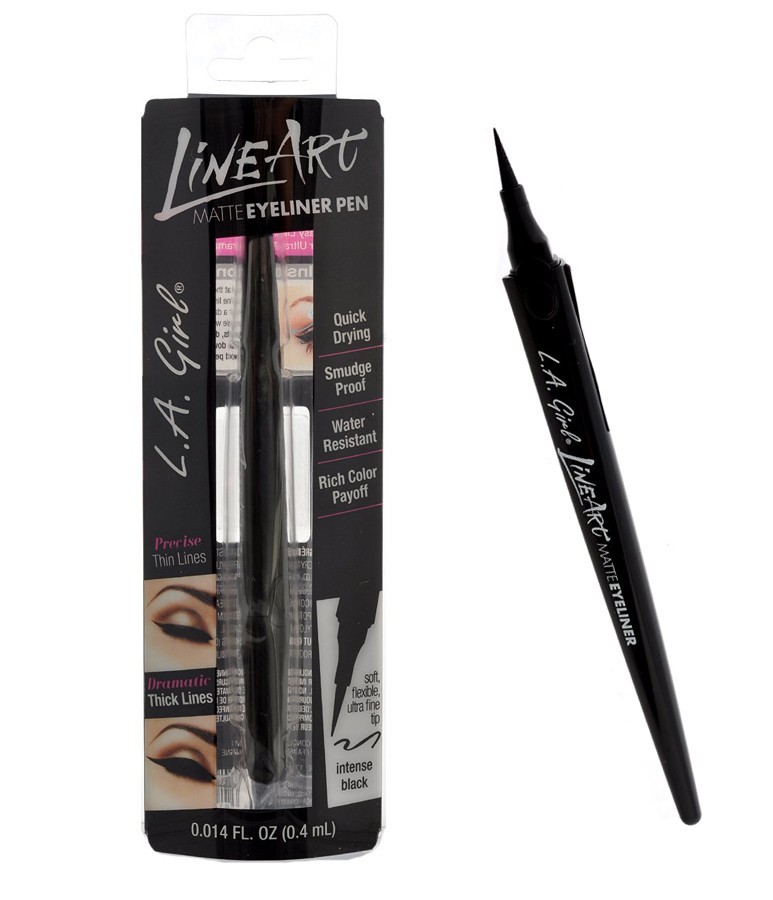 LINEART
MATTE EYELINER PEN
L.A. Girl®
Quick
Drying
Smudge
Proof
Water
Resistant
Rich Color
Payoff
Precise
Thin Lines
Dramatic
Thick Lines
soft,
flexible,
ultra fine
tip
intense
black
0.014 FL. OZ (0.4 mL)
L.A. Girl® LINEART MATTE EYELINER